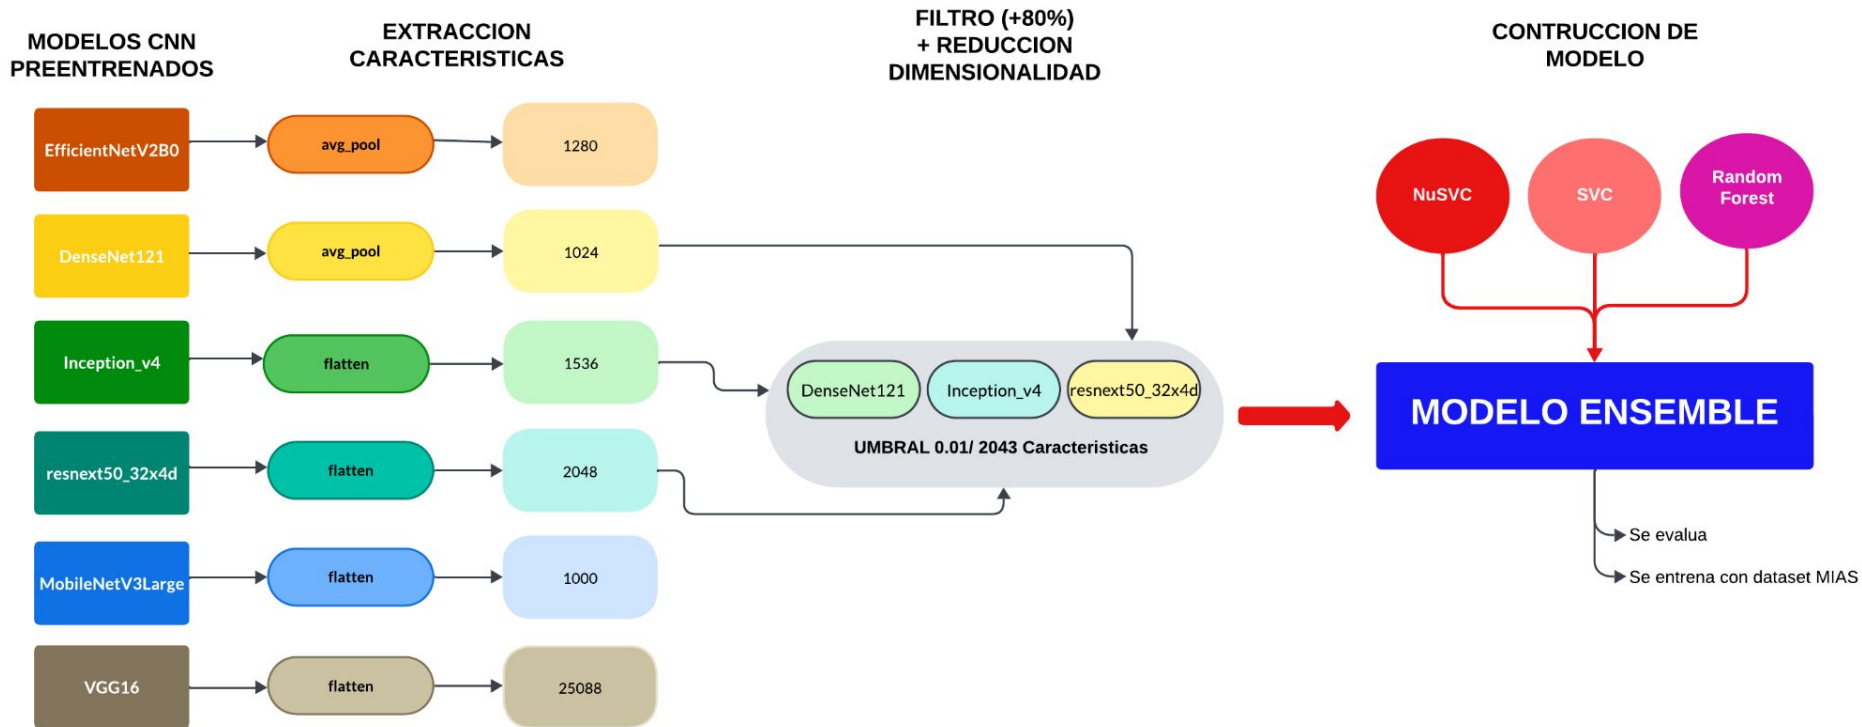 MODELOS CNN
PREENTRENADOS
EXTRACCION
CARACTERISTICAS
FILTRO (+80%)
+ REDUCCION
DIMENSIONALIDAD
CONTRUCCION DE
MODELO
EfficientNetV2B0
avg_pool
1280
DenseNet121
avg_pool
1024
Inception_v4
flatten
1536
resnext50_32x4d
flatten
2048
MobileNetV3Large
flatten
1000
VGG16
flatten
25088
DenseNet121
Inception_v4
resnext50_32x4d
UMBRAL 0.01/ 2043 Caracteristicas
NuSVC
SVC
Random
Forest
MODELO ENSEMBLE
Se evalua
Se entrena con dataset MIAS